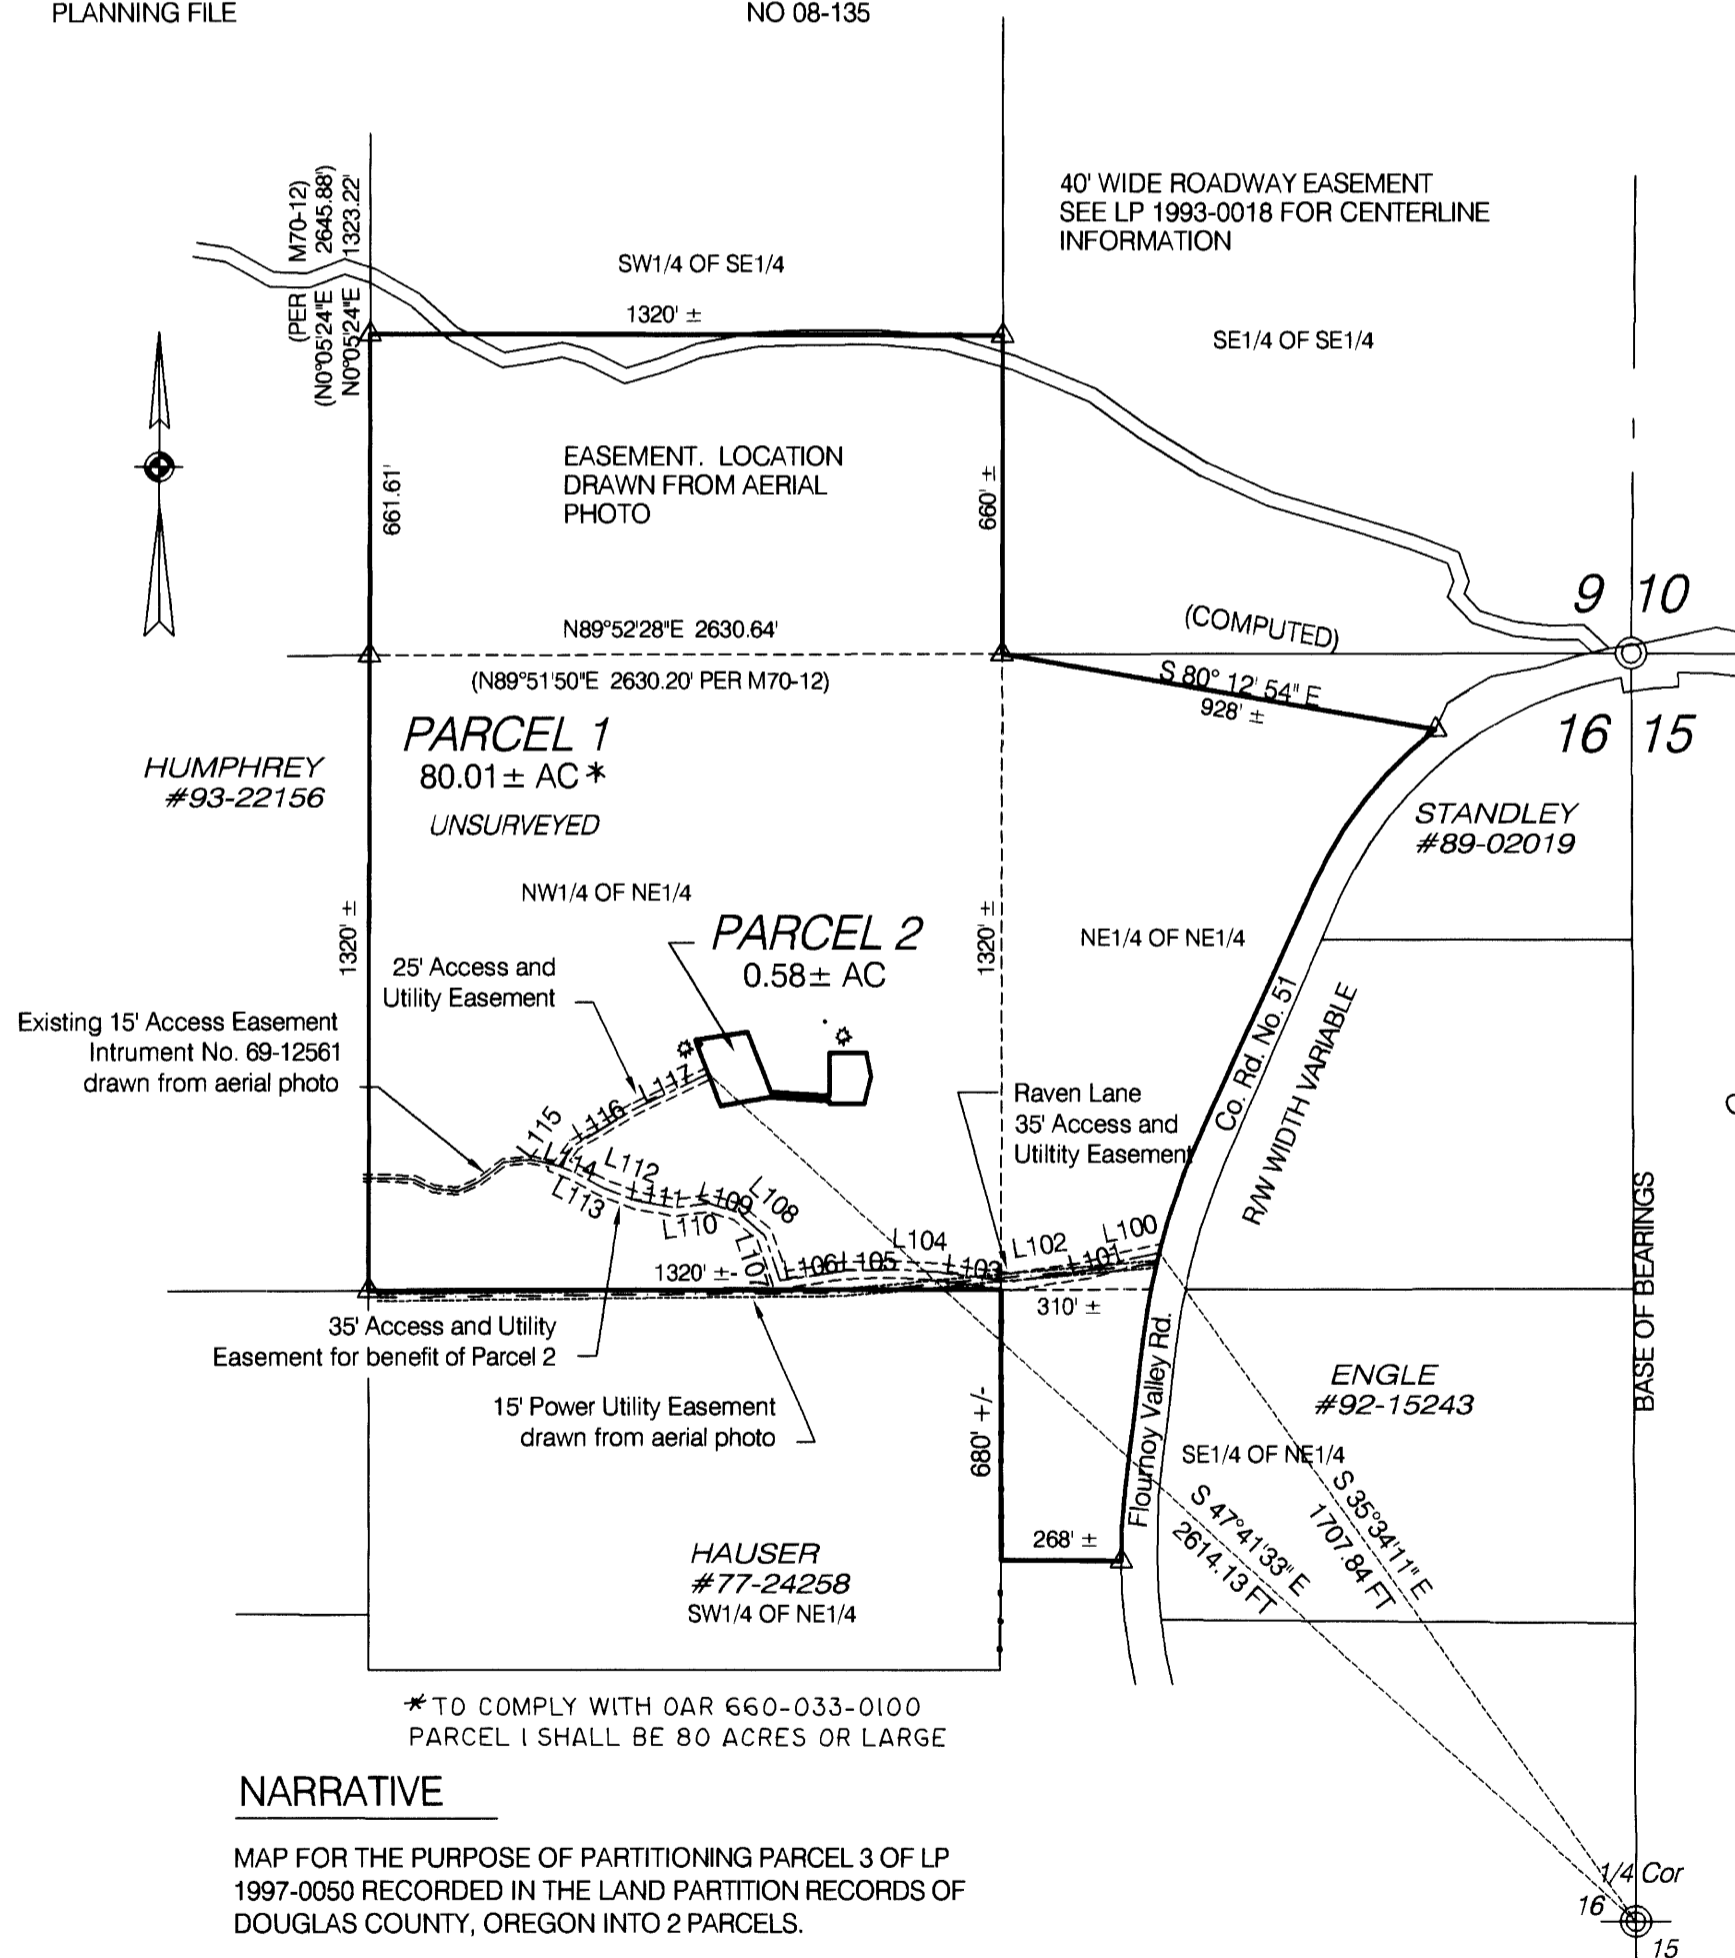 PLANNING FILE
NO 08-135
(PER M70-12)
(N0°05'24"E 2645.88')
N0°05'24"E 1323.22'
40' WIDE ROADWAY EASEMENT
SEE LP 1993-0018 FOR CENTERLINE
INFORMATION
SW1/4 OF SE1/4
1320' ±
SE1/4 OF SE1/4
661.61'
EASEMENT. LOCATION
DRAWN FROM AERIAL
PHOTO
660' ±
9 10
16 15
N89°52'28"E 2630.64'
(N89°51'50"E 2630.20' PER M70-12)
(COMPUTED)
S 80° 12' 54" E
928' ±
PARCEL 1
80.01± AC *
UNSURVEYED
HUMPHREY
#93-22156
STANDLEY
#89-02019
NW1/4 OF NE1/4
1320' ±
PARCEL 2
0.58± AC
1320' ±
NE1/4 OF NE1/4
25' Access and
Utility Easement
Existing 15' Access Easement
Intrument No. 69-12561
drawn from aerial photo
Co. Rd. No. 51
R/W WIDTH VARIABLE
Raven Lane
35' Access and
Utiltity Easement
L117
L116
L115
L114
L113
L112
L111
L110
L109
L108
L107
L106
L105
L104
L103
L102
L101
L100
1320' ±-
310' ±
BASE OF BEARINGS
35' Access and Utility
Easement for benefit of Parcel 2
15' Power Utility Easement
drawn from aerial photo
680' +/-
Flournoy Valley Rd.
ENGLE
#92-15243
SE1/4 OF NE1/4
S 47°41'33" E
2614.13 FT
S 35°34'11" E
1707.84 FT
268' ±
HAUSER
#77-24258
SW1/4 OF NE1/4
* TO COMPLY WITH OAR 660-033-0100
PARCEL 1 SHALL BE 80 ACRES OR LARGE
NARRATIVE
MAP FOR THE PURPOSE OF PARTITIONING PARCEL 3 OF LP
1997-0050 RECORDED IN THE LAND PARTITION RECORDS OF
DOUGLAS COUNTY, OREGON INTO 2 PARCELS.
1/4 Cor
16
15